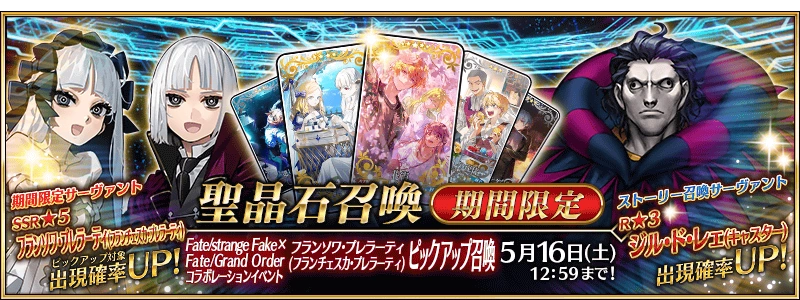 聖晶石召喚 期間限定
期間限定サーヴァント
SSR★5
フランソワ・プレラーティ(フランチェスカ・プレラーティ)
ピックアップ対象
出現確率UP!
Fate/strange Fake×
Fate/Grand Order
コラボレーションイベント
フランソワ・プレラーティ
(フランチェスカ・プレラーティ)
ピックアップ召喚
5月16日(土)
12:59まで!
ストーリー召喚サーヴァント
R★3
ジル・ド・レェ(キャスター)
出現確率UP!